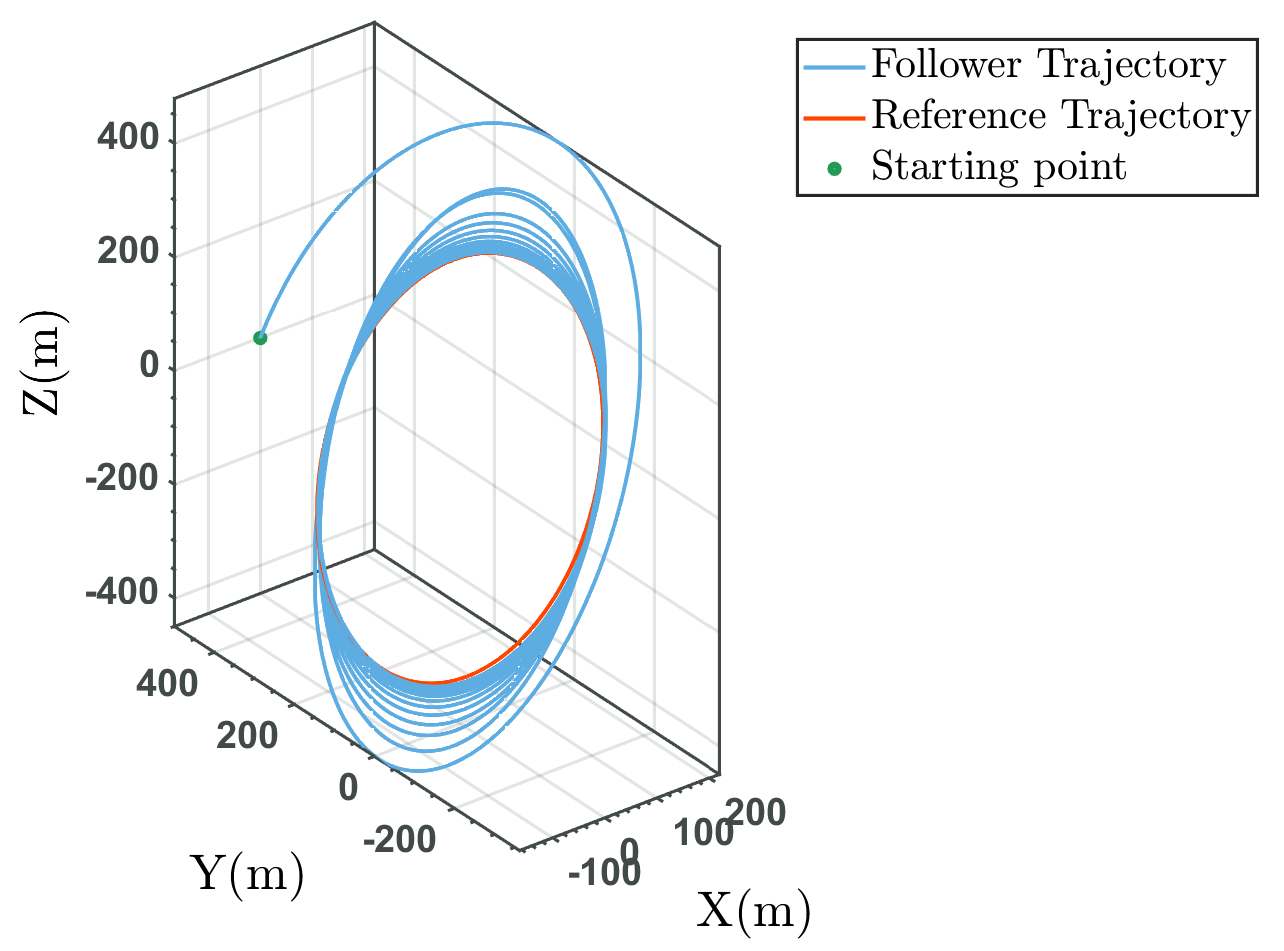 Follower Trajectory
Reference Trajectory
Starting point
400
200
0
-200
-400
Z(m)
400
200
0
-200
Y(m)
-100
0
100
200
X(m)